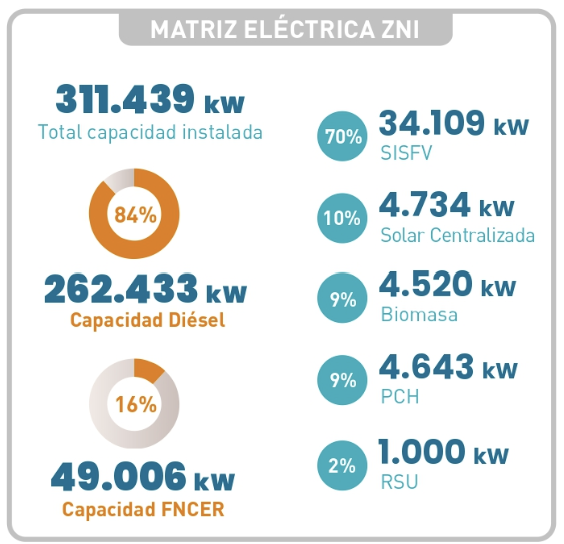 MATRIZ ELÉCTRICA ZNI
311.439 kW
Total capacidad instalada
84%
262.433 kW
Capacidad Diésel
16%
49.006 kW
Capacidad FNCER
70%
34.109 kW
SISFV
10%
4.734 kW
Solar Centralizada
9%
4.520 kW
Biomasa
9%
4.643 kW
PCH
2%
1.000 kW
RSU